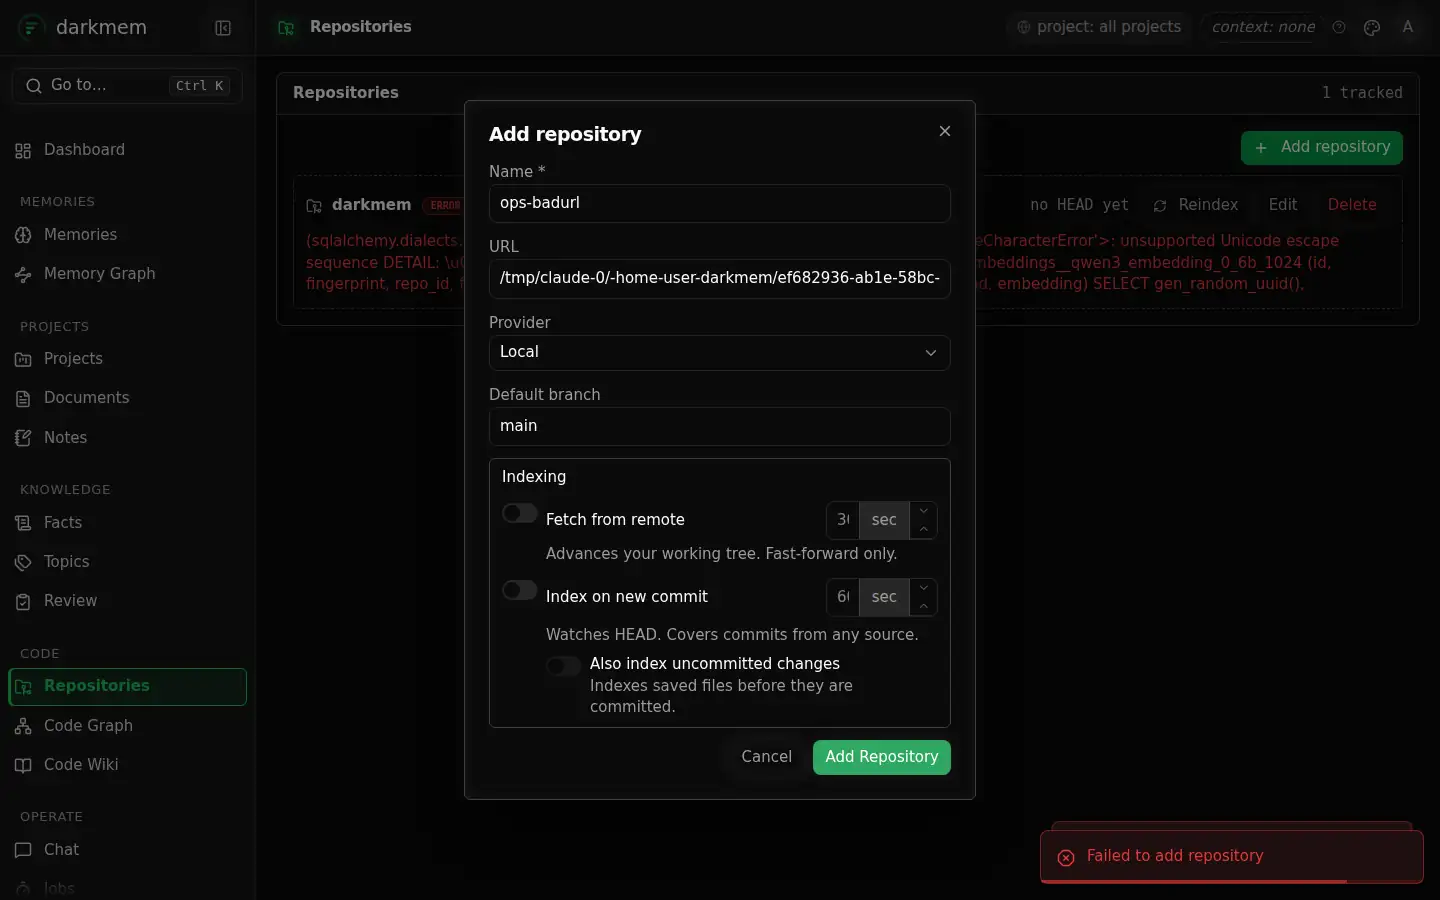 darkmem
Repositories
project: all projects
context: none
A
Go to...
Ctrl K
Dashboard
MEMORIES
Memories
Memory Graph
PROJECTS
Projects
Documents
Notes
KNOWLEDGE
Facts
Topics
Review
CODE
Repositories
Code Graph
Code Wiki
OPERATE
Chat
Jobs
Repositories
1 tracked
Add repository
darkmem
ERROR
no HEAD yet
Reindex
Edit
Delete
(sqlalchemy.dialects. eCharacterError'>: unsupported Unicode escape
sequence DETAIL: embeddings__qwen3_embedding_0_6b_1024 (id,
fingerprint, repo_id, embedding) SELECT gen_random_uuid(),
Add repository
Name *
ops-badurl
URL
/tmp/claude-0/-home-user-darkmem/ef682936-ab1e-58bc-
Provider
Local
Default branch
main
Indexing
Fetch from remote
sec
Advances your working tree. Fast-forward only.
Index on new commit
sec
Watches HEAD. Covers commits from any source.
Also index uncommitted changes
Indexes saved files before they are
committed.
Cancel
Add Repository
Failed to add repository